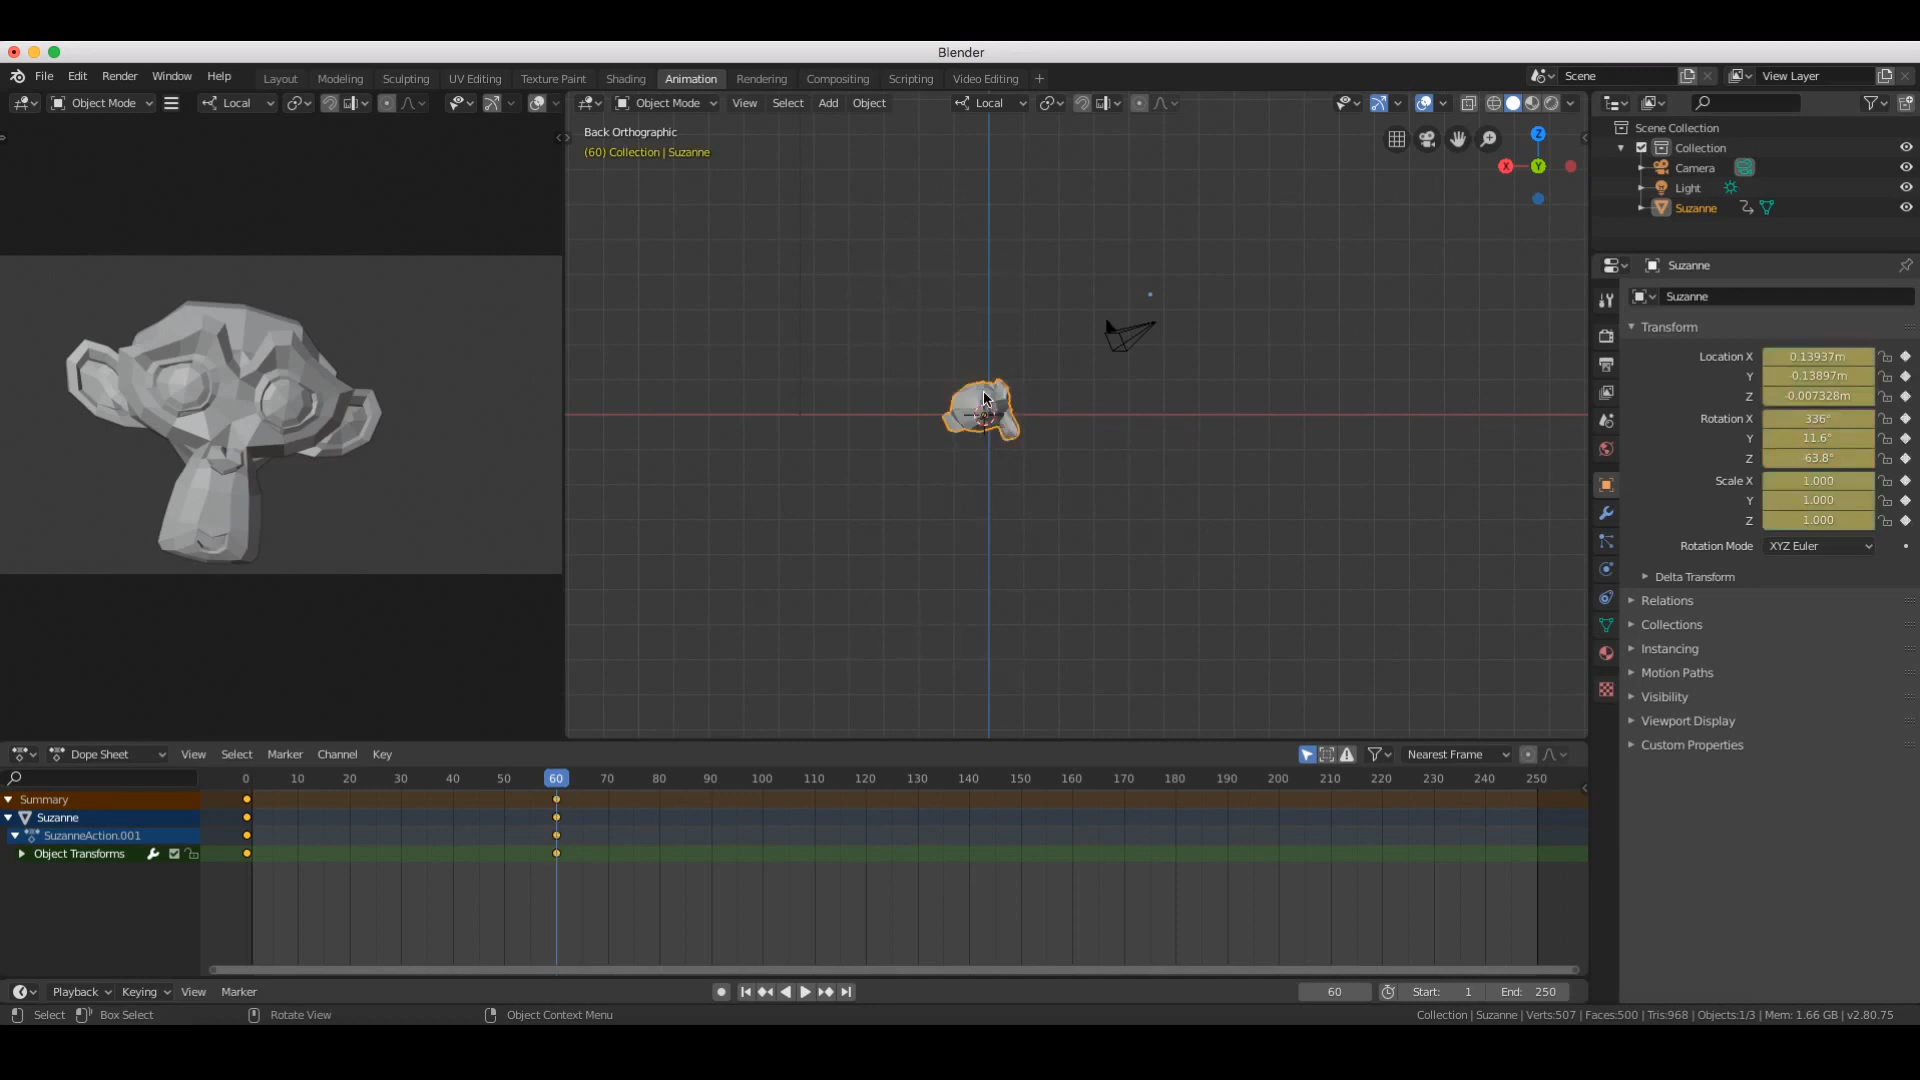 Blender
File Edit Render Window Help
Layout Modeling Sculpting UV Editing Texture Paint Shading Animation Rendering Compositing Scripting Video Editing +
Scene
View Layer
Object Mode Local
Object Mode View Select Add Object Local
Back Orthographic
(60) Collection | Suzanne
Z
X Y
Scene Collection
Collection
Camera
Light
Suzanne
Suzanne
Suzanne
Transform
Location X 0.13937m
Y -0.13897m
Z -0.007328m
Rotation X 336°
Y 11.6°
Z -63.8°
Scale X 1.000
Y 1.000
Z 1.000
Rotation Mode XYZ Euler
Delta Transform
Relations
Collections
Instancing
Motion Paths
Visibility
Viewport Display
Custom Properties
Dope Sheet View Select Marker Channel Key Nearest Frame
0 10 20 30 40 50 60 70 80 90 100 110 120 130 140 150 160 170 180 190 200 210 220 230 240 250
Summary
Suzanne
SuzanneAction.001
Object Transforms
Playback Keying View Marker 60 Start: 1 End: 250
Select Box Select Rotate View Object Context Menu Collection | Suzanne | Verts:507 | Faces:500 | Tris:968 | Objects:1/3 | Mem: 1.66 GB | v2.80.75